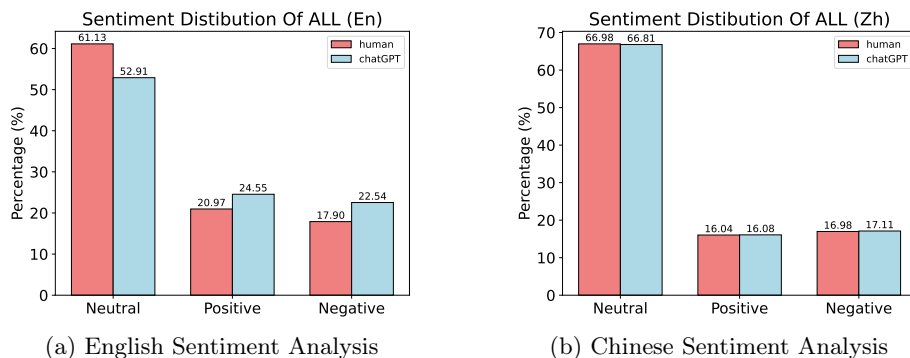 Sentiment Distibution Of ALL (En)
61.13
52.91
20.97
24.55
17.90
22.54
human
chatGPT
Percentage (%)
60
50
40
30
20
10
0
Neutral Positive Negative
(a) English Sentiment Analysis
Sentiment Distibution Of ALL (Zh)
66.98
66.81
16.04
16.08
16.98
17.11
human
chatGPT
Percentage (%)
70
60
50
40
30
20
10
0
Neutral Positive Negative
(b) Chinese Sentiment Analysis